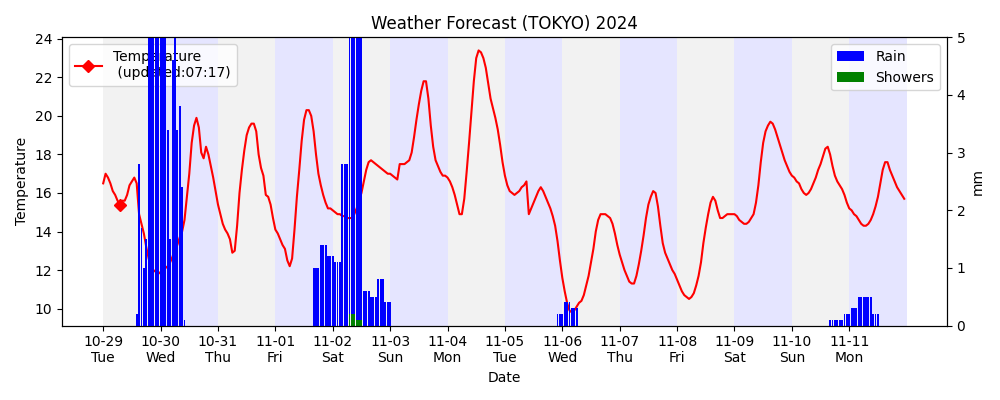 Weather Forecast (TOKYO) 2024
Temperature
(updated:07:17)
Rain
Showers
24
22
20
18
16
14
12
10
Temperature
5
4
3
2
1
0
mm
10-29 10-30 10-31 11-01 11-02 11-03 11-04 11-05 11-06 11-07 11-08 11-09 11-10 11-11
Tue Wed Thu Fri Sat Sun Mon Tue Wed Thu Fri Sat Sun Mon
Date